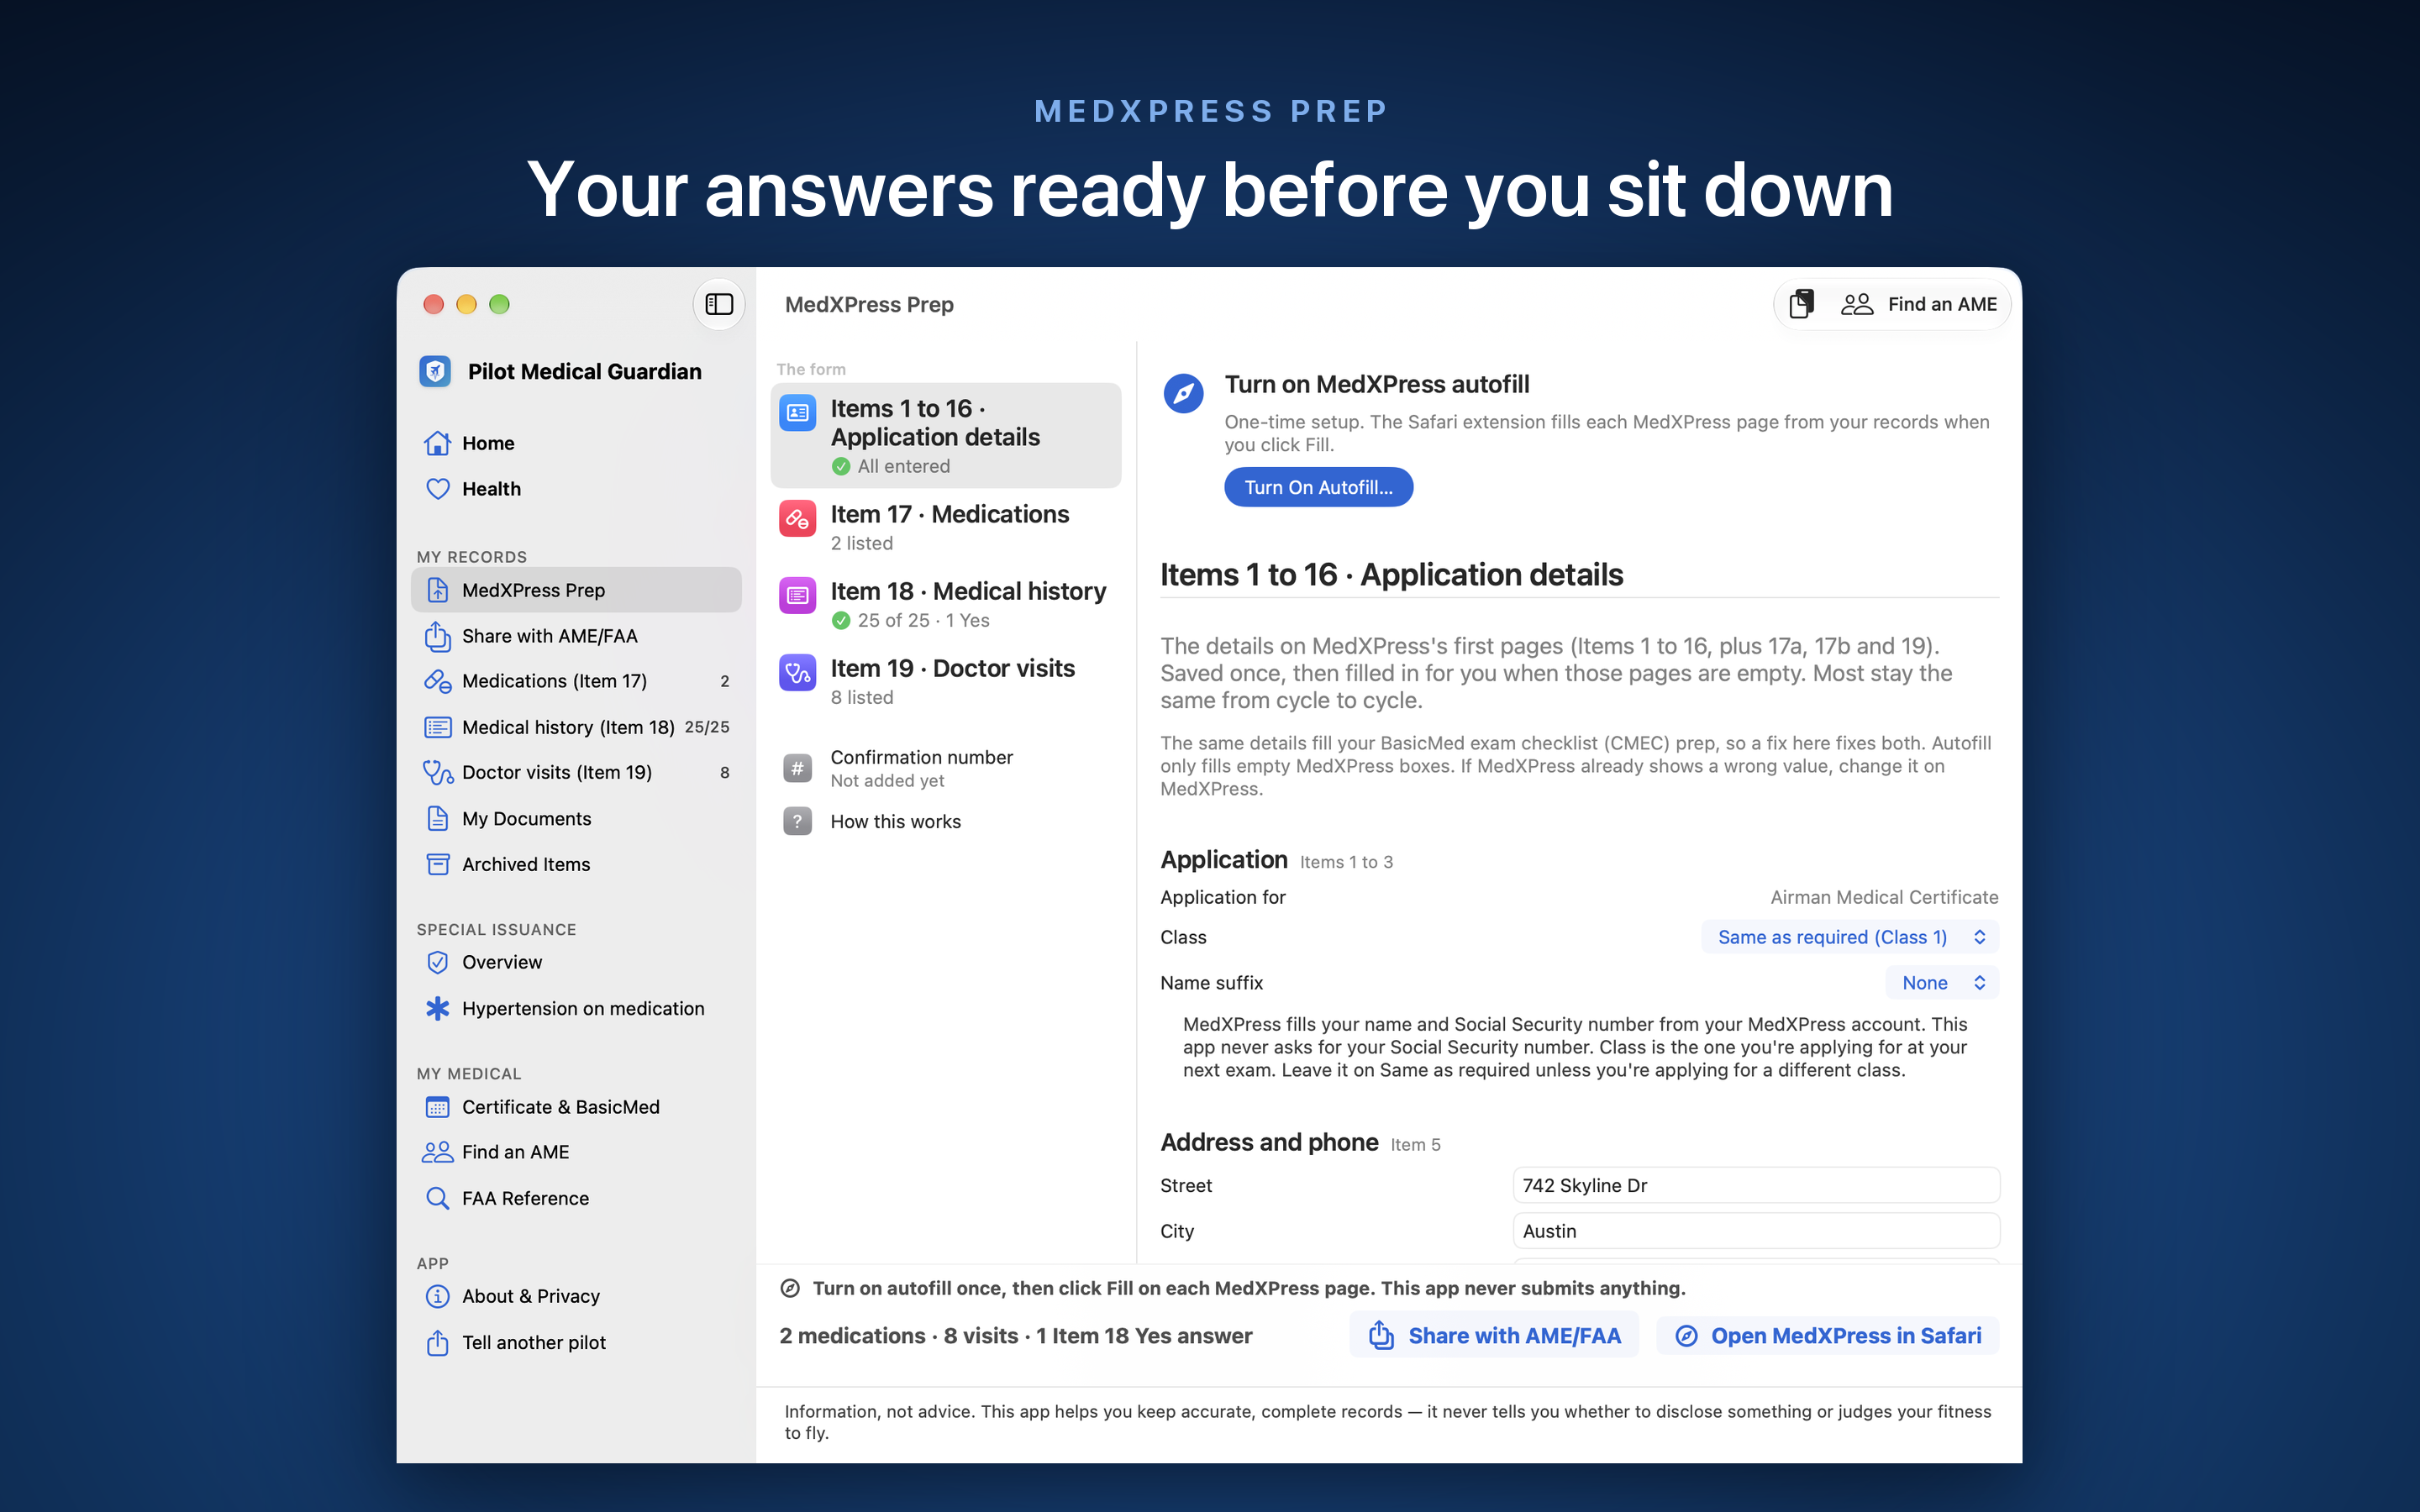 MEDXPRESS PREP
Your answers ready before you sit down
Pilot Medical Guardian
Home
Health
MY RECORDS
MedXPress Prep
Share with AME/FAA
Medications (Item 17) 2
Medical history (Item 18) 25/25
Doctor visits (Item 19) 8
My Documents
Archived Items
SPECIAL ISSUANCE
Overview
Hypertension on medication
MY MEDICAL
Certificate & BasicMed
Find an AME
FAA Reference
APP
About & Privacy
Tell another pilot
MedXPress Prep
Find an AME
The form
Items 1 to 16 ·
Application details
All entered
Item 17 · Medications
2 listed
Item 18 · Medical history
25 of 25 · 1 Yes
Item 19 · Doctor visits
8 listed
# Confirmation number
Not added yet
? How this works
Turn on MedXPress autofill
One-time setup. The Safari extension fills each MedXPress page from your records when
you click Fill.
Turn On Autofill...
Items 1 to 16 · Application details
The details on MedXPress's first pages (Items 1 to 16, plus 17a, 17b and 19).
Saved once, then filled in for you when those pages are empty. Most stay the
same from cycle to cycle.
The same details fill your BasicMed exam checklist (CMEC) prep, so a fix here fixes both. Autofill
only fills empty MedXPress boxes. If MedXPress already shows a wrong value, change it on
MedXPress.
Application Items 1 to 3
Application for Airman Medical Certificate
Class Same as required (Class 1)
Name suffix None
MedXPress fills your name and Social Security number from your MedXPress account. This
app never asks for your Social Security number. Class is the one you're applying for at your
next exam. Leave it on Same as required unless you're applying for a different class.
Address and phone Item 5
Street 742 Skyline Dr
City Austin
Turn on autofill once, then click Fill on each MedXPress page. This app never submits anything.
2 medications · 8 visits · 1 Item 18 Yes answer
Share with AME/FAA
Open MedXPress in Safari
Information, not advice. This app helps you keep accurate, complete records — it never tells you whether to disclose something or judges your fitness
to fly.